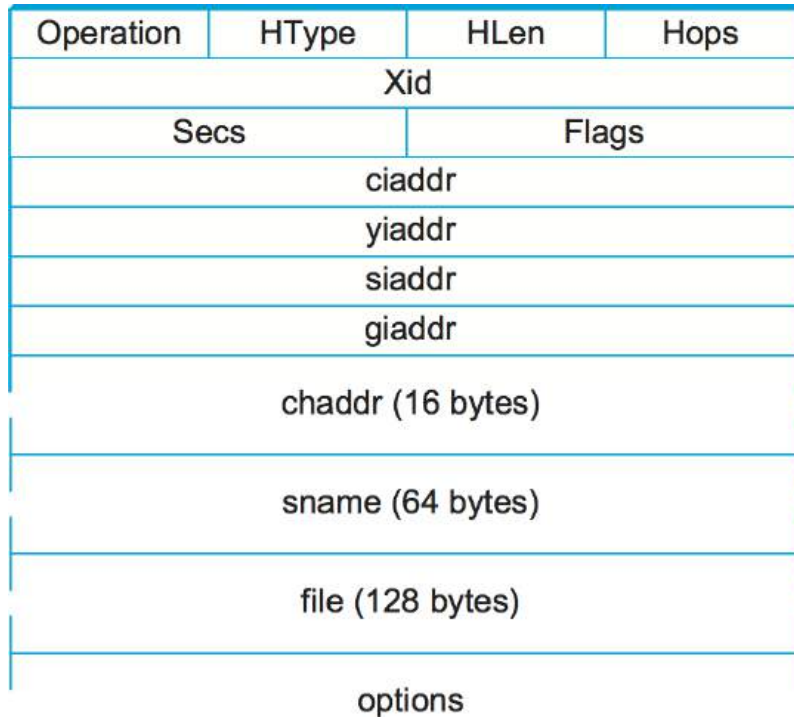 Operation HType HLen Hops
Xid
Secs Flags
ciaddr
yiaddr
siaddr
giaddr
chaddr (16 bytes)
sname (64 bytes)
file (128 bytes)
options